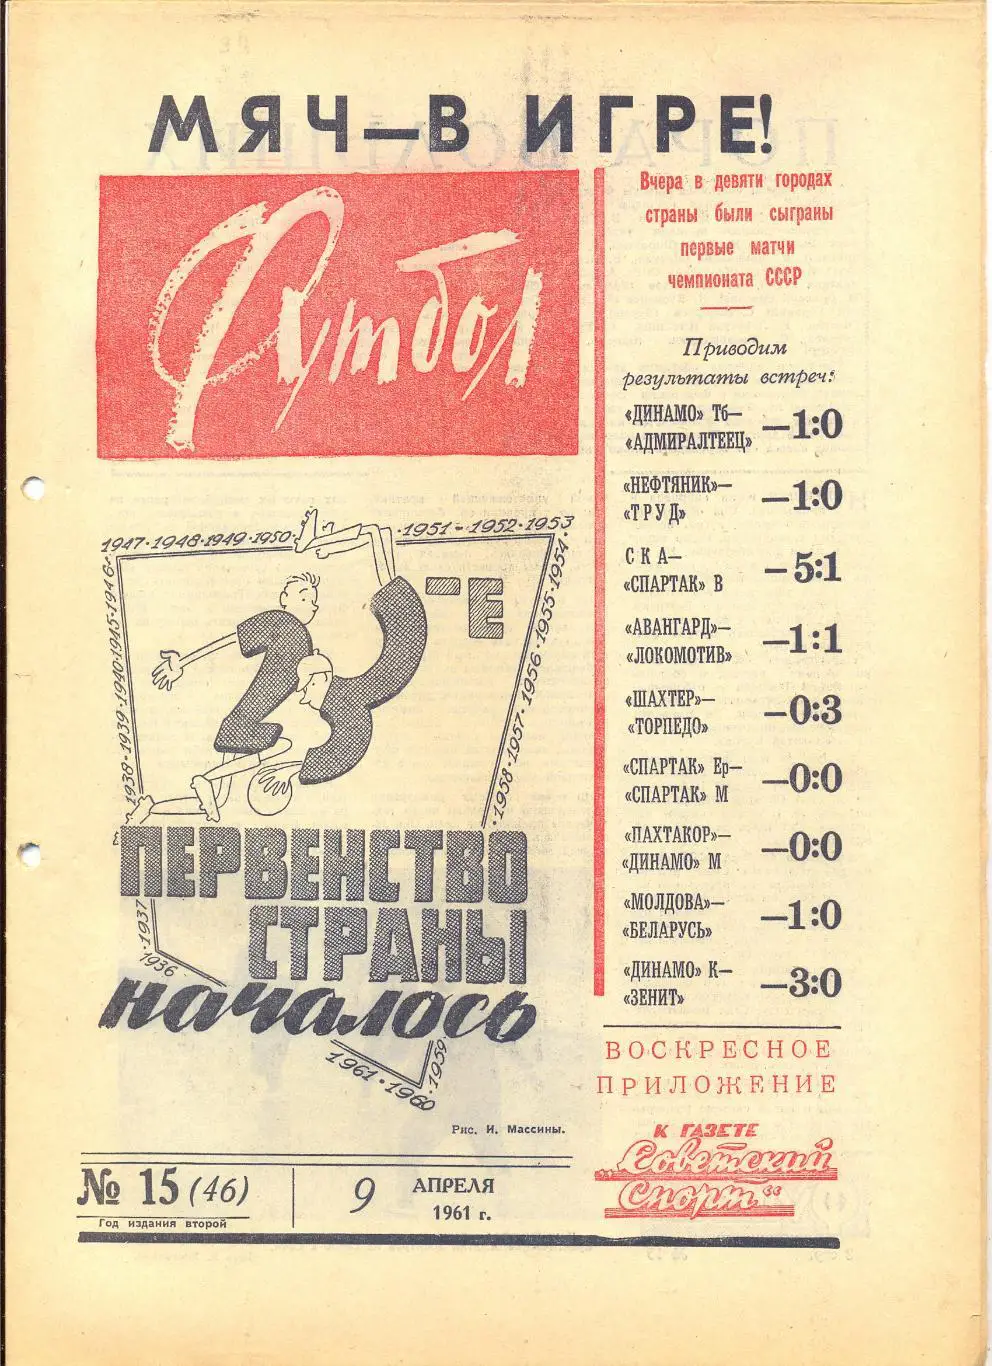 МЯЧ—В ИГРЕ!
Футбол
Вчера в девяти городах
страны были сыграны
первые матчи
чемпионата СССР
Приводим
результаты встреч:
«ДИНАМО» Тб—
«АДМИРАЛТЕЕЦ» —1:0
«НЕФТЯНИК»—
«ТРУД» —1:0
СКА—
«СПАРТАК» В —5:1
«АВАНГАРД»—
«ЛОКОМОТИВ» —1:1
«ШАХТЕР»—
«ТОРПЕДО» —0:3
«СПАРТАК» Ер—
«СПАРТАК» М —0:0
«ПАХТАКОР»—
«ДИНАМО» М —0:0
«МОЛДОВА»—
«БЕЛАРУСЬ» —1:0
«ДИНАМО» К—
«ЗЕНИТ» —3:0
1936
·1937
·1938·1939·1940·1945·1946·
1947·1948·1949·1950·
·1951-1952·1953
·1958·1957·1956·1955·1954·
·1959
1961·1960
23-Е
ПЕРВЕНСТВО
СТРАНЫ
началось
Рис. И. Массины.
ВОСКРЕСНОЕ
ПРИЛОЖЕНИЕ
К ГАЗЕТЕ
„Советский
Спорт“
№ 15 (46)
Год издания второй
9 АПРЕЛЯ
1961 г.